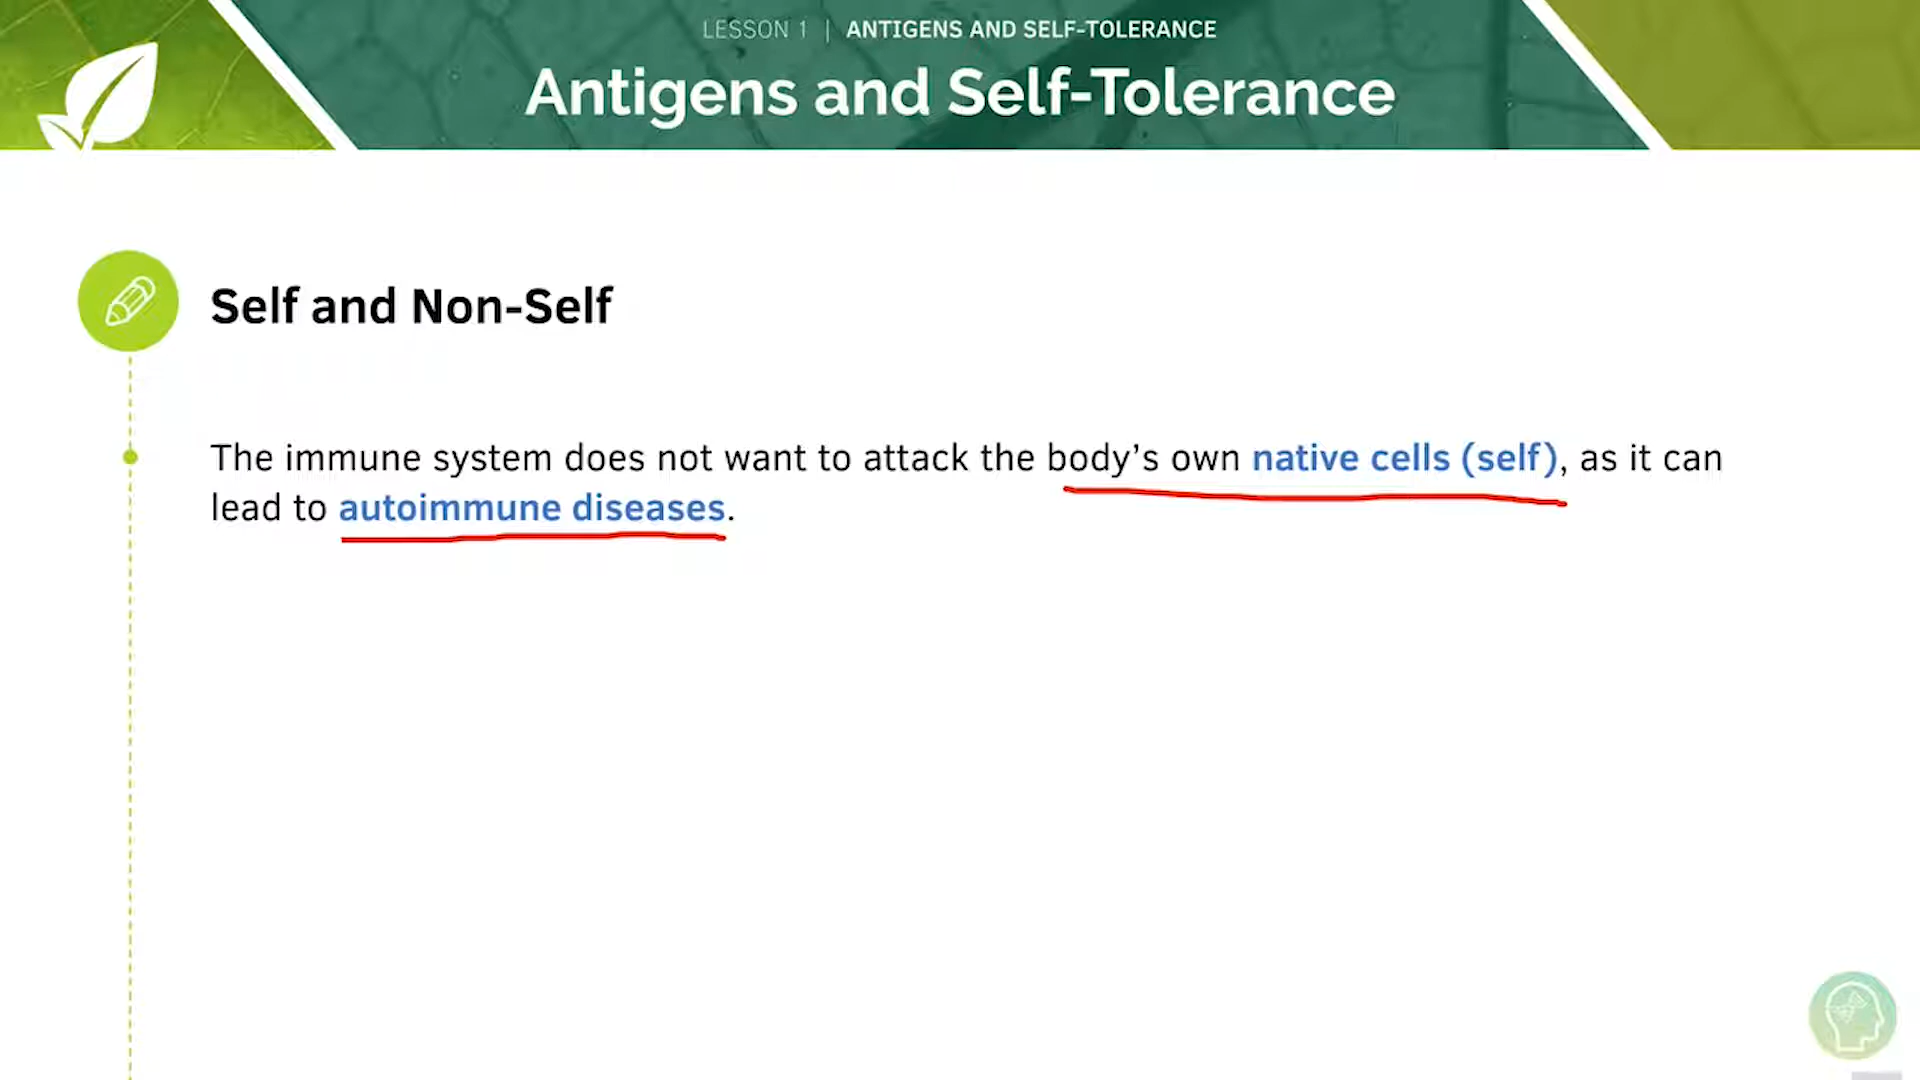 LESSON 1 | ANTIGENS AND SELF-TOLERANCE
Antigens and Self-Tolerance
Self and Non-Self
The immune system does not want to attack the body’s own native cells (self), as it can
lead to autoimmune diseases.